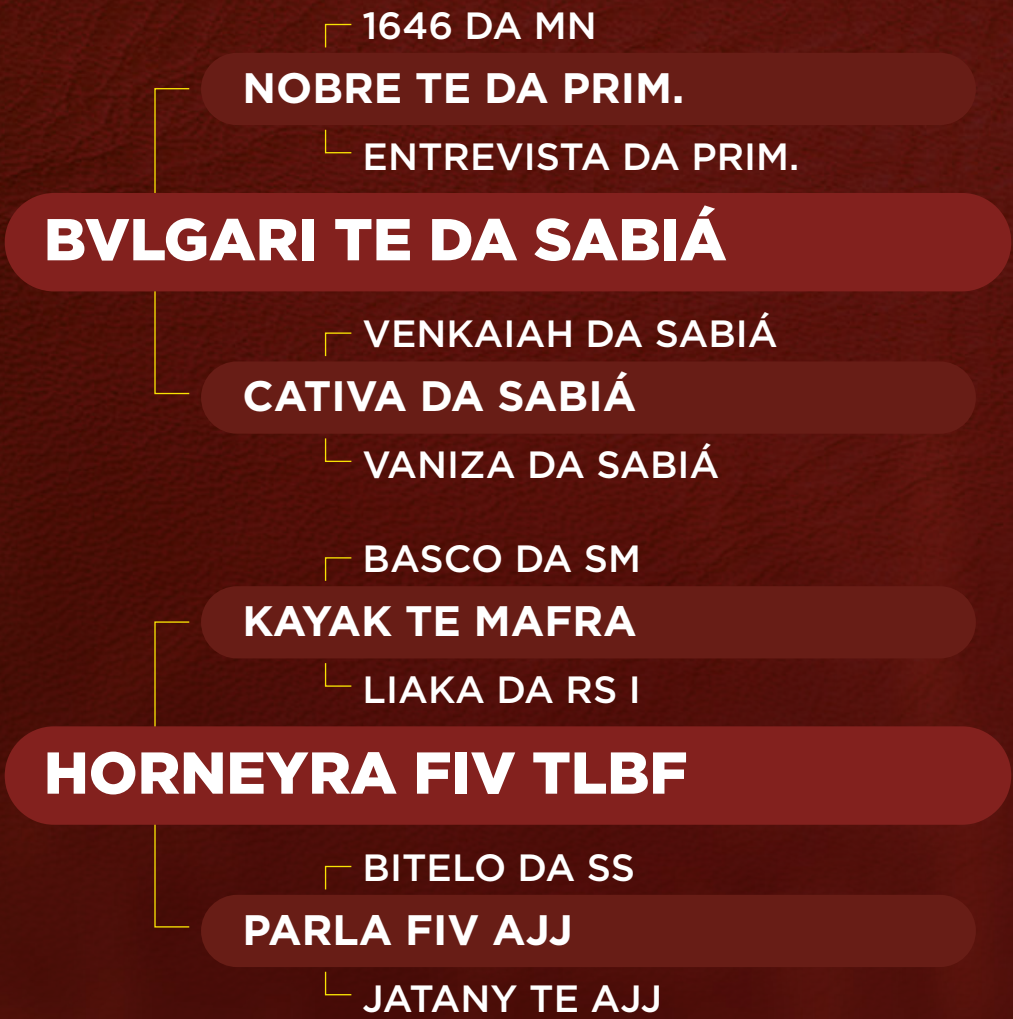 1646 DA MN
NOBRE TE DA PRIM.
ENTREVISTA DA PRIM.
BVLGARI TE DA SABIÁ
VENKAIAH DA SABIÁ
CATIVA DA SABIÁ
VANIZA DA SABIÁ
BASCO DA SM
KAYAK TE MAFRA
LIAKA DA RS I
HORNEYRA FIV TLBF
BITELO DA SS
PARLA FIV AJJ
JATANY TE AJJ